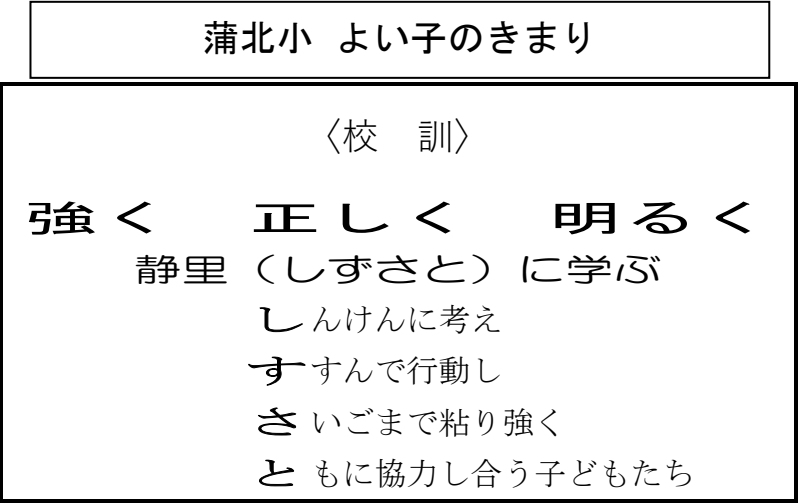 蒲北小 よい子のきまり
〈校 訓〉
強く 正しく 明るく
静里(しずさと)に学ぶ
しんけんに考え
すすんで行動し
さいごまで粘り強く
ともに協力し合う子どもたち